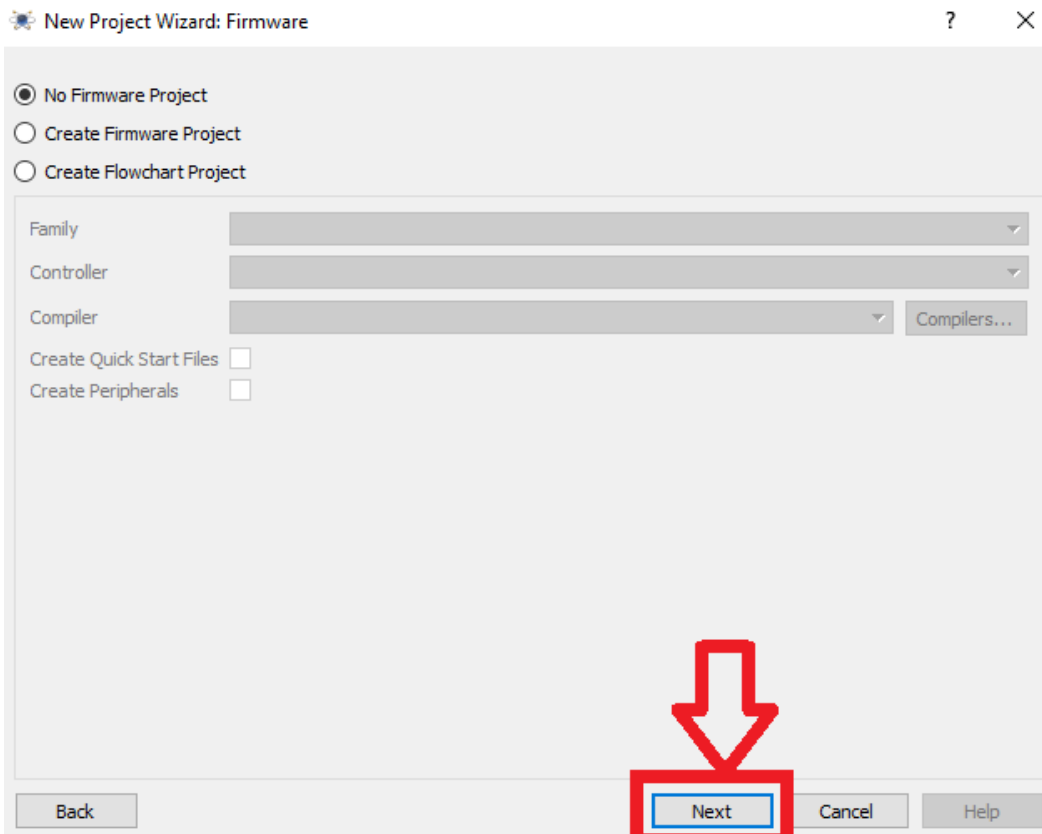 New Project Wizard: Firmware ?
No Firmware Project
Create Firmware Project
Create Flowchart Project
Family
Controller
Compiler Compilers...
Create Quick Start Files
Create Peripherals
Back Next Cancel Help